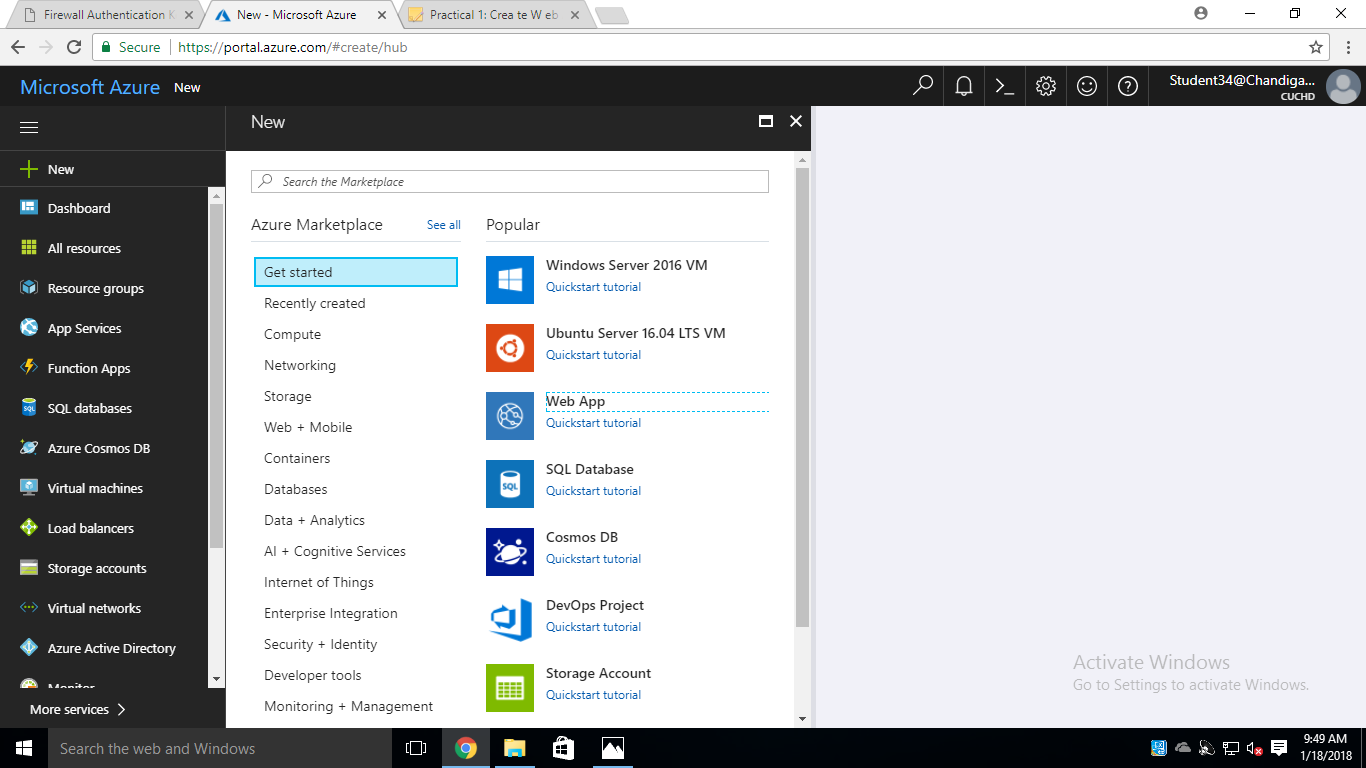 Firewall Authentication K
New - Microsoft Azure
Practical 1: Crea te W eb
Secure
https://portal.azure.com/#create/hub
Microsoft Azure
New
Student34@Chandiga...
CUCHD
New
Dashboard
All resources
Resource groups
App Services
Function Apps
SQL databases
Azure Cosmos DB
Virtual machines
Load balancers
Storage accounts
Virtual networks
Azure Active Directory
Monitor
More services
New
Search the Marketplace
Azure Marketplace
See all
Get started
Recently created
Compute
Networking
Storage
Web + Mobile
Containers
Databases
Data + Analytics
AI + Cognitive Services
Internet of Things
Enterprise Integration
Security + Identity
Developer tools
Monitoring + Management
Popular
Windows Server 2016 VM
Quickstart tutorial
Ubuntu Server 16.04 LTS VM
Quickstart tutorial
Web App
Quickstart tutorial
SQL
SQL Database
Quickstart tutorial
Cosmos DB
Quickstart tutorial
DevOps Project
Quickstart tutorial
Storage Account
Quickstart tutorial
Activate Windows
Go to Settings to activate Windows.
Search the web and Windows
9:49 AM
1/18/2018